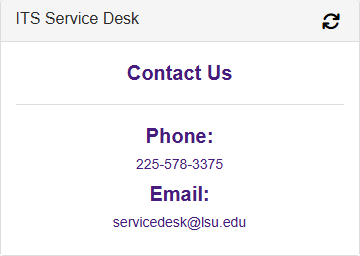 ITS Service Desk
Contact Us
Phone:
225-578-3375
Email:
servicedesk@lsu.edu